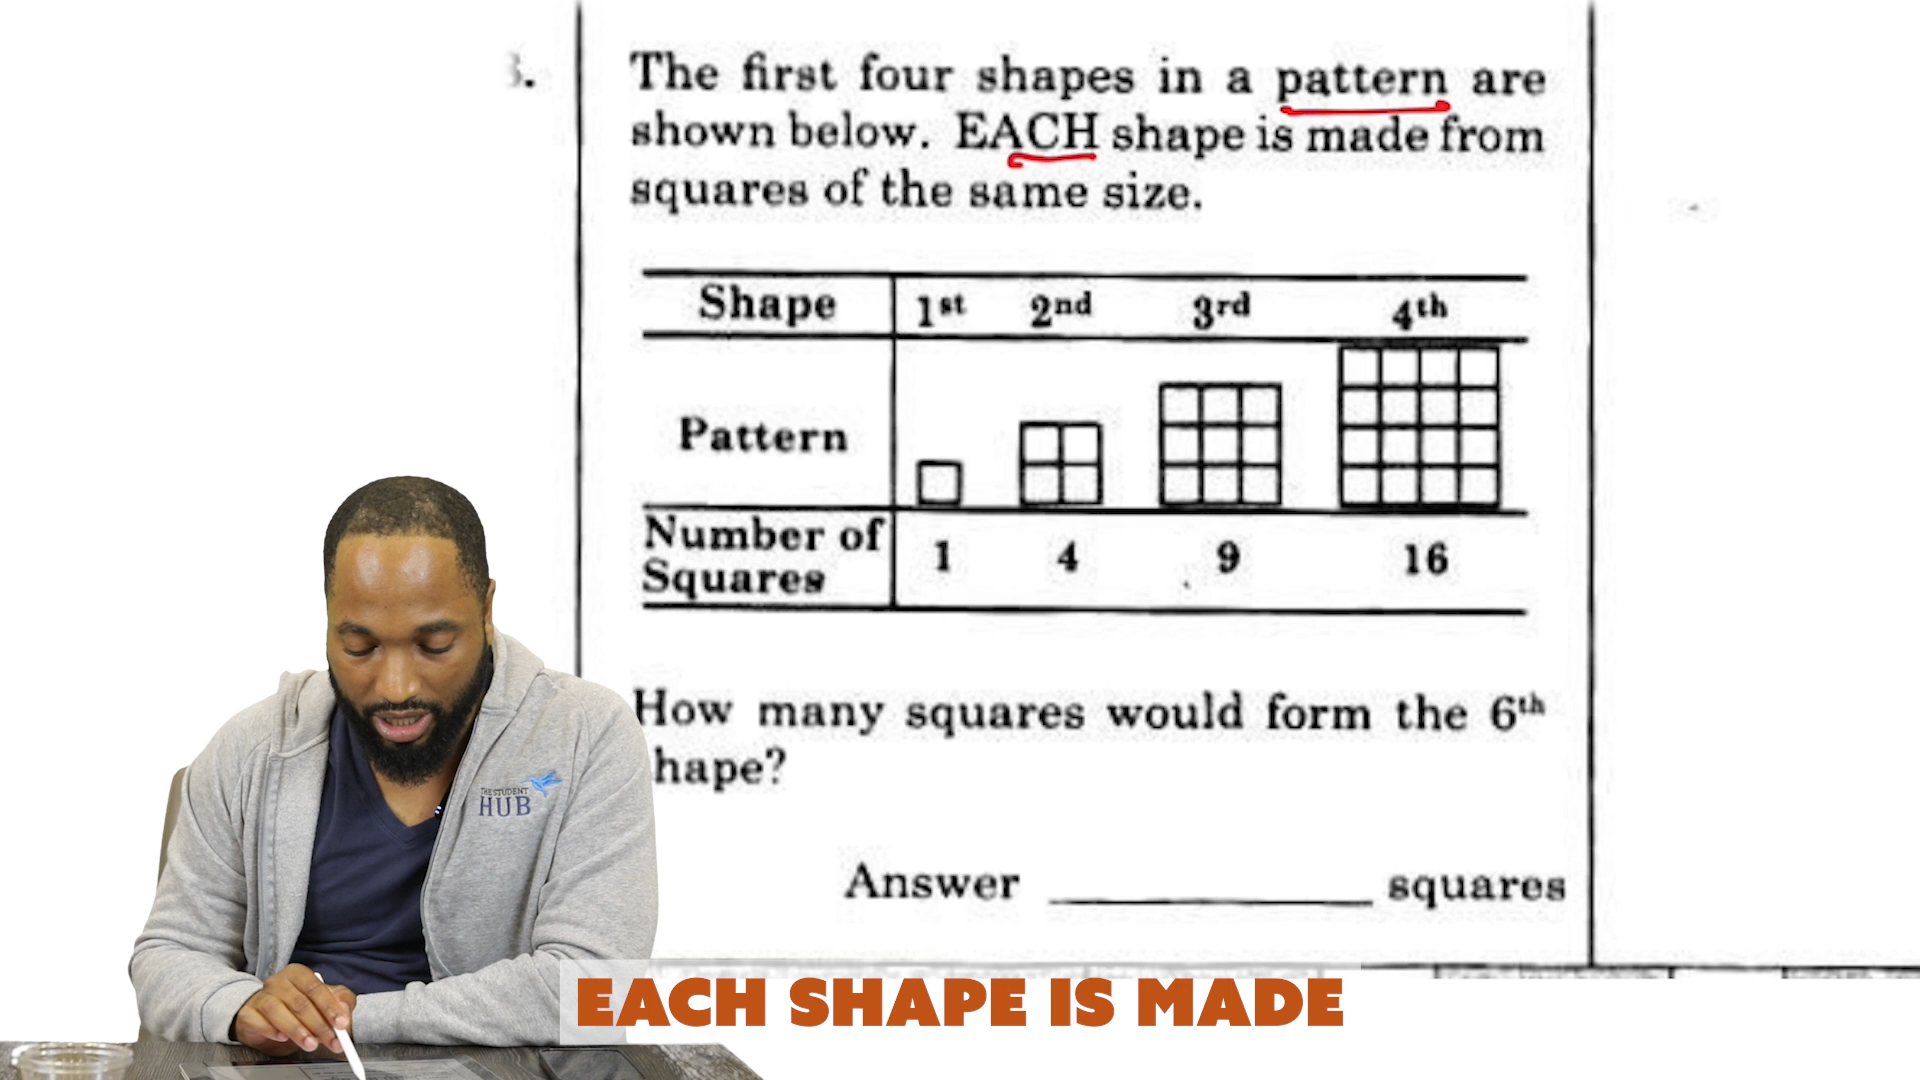 The first four shapes in a pattern are
shown below. EACH shape is made from
squares of the same size.
Shape 1st 2nd 3rd 4th
Pattern
Number of
Squares 1 4 9 16
How many squares would form the 6th
hape?
Answer ____________ squares
THE STUDENT
HUB
EACH SHAPE IS MADE